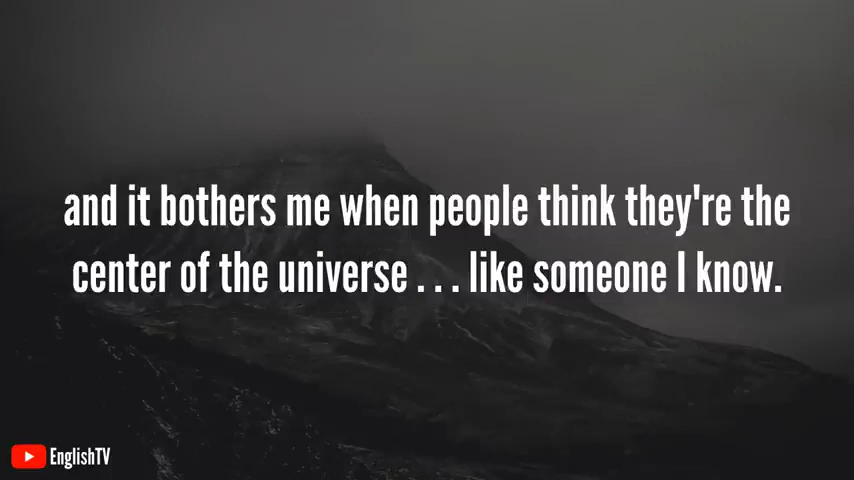 and it bothers me when people think they're the
center of the universe . . . like someone I know.
EnglishTV